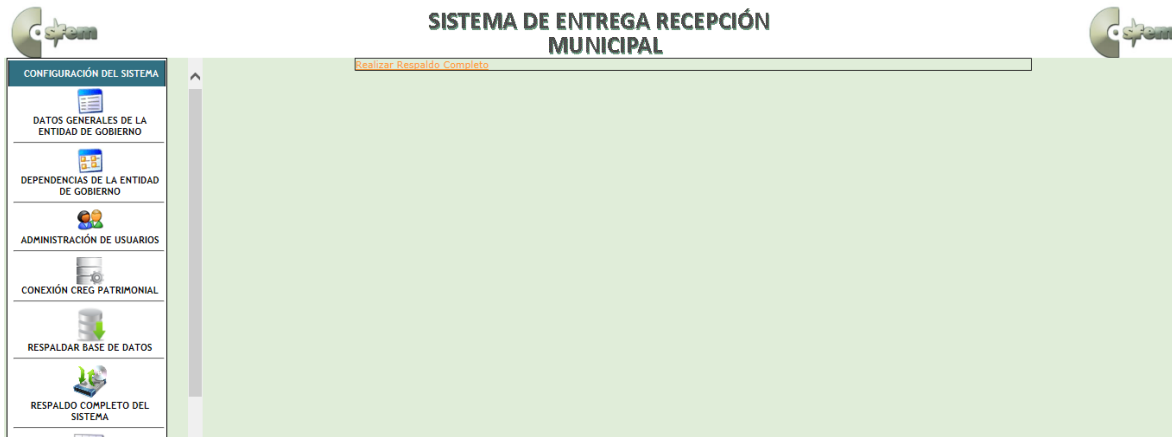 osfem
SISTEMA DE ENTREGA RECEPCIÓN
MUNICIPAL
osfem
CONFIGURACIÓN DEL SISTEMA
Realizar Respaldo Completo
DATOS GENERALES DE LA
ENTIDAD DE GOBIERNO
DEPENDENCIAS DE LA ENTIDAD
DE GOBIERNO
ADMINISTRACIÓN DE USUARIOS
CONEXIÓN CREG PATRIMONIAL
RESPALDAR BASE DE DATOS
RESPALDO COMPLETO DEL
SISTEMA